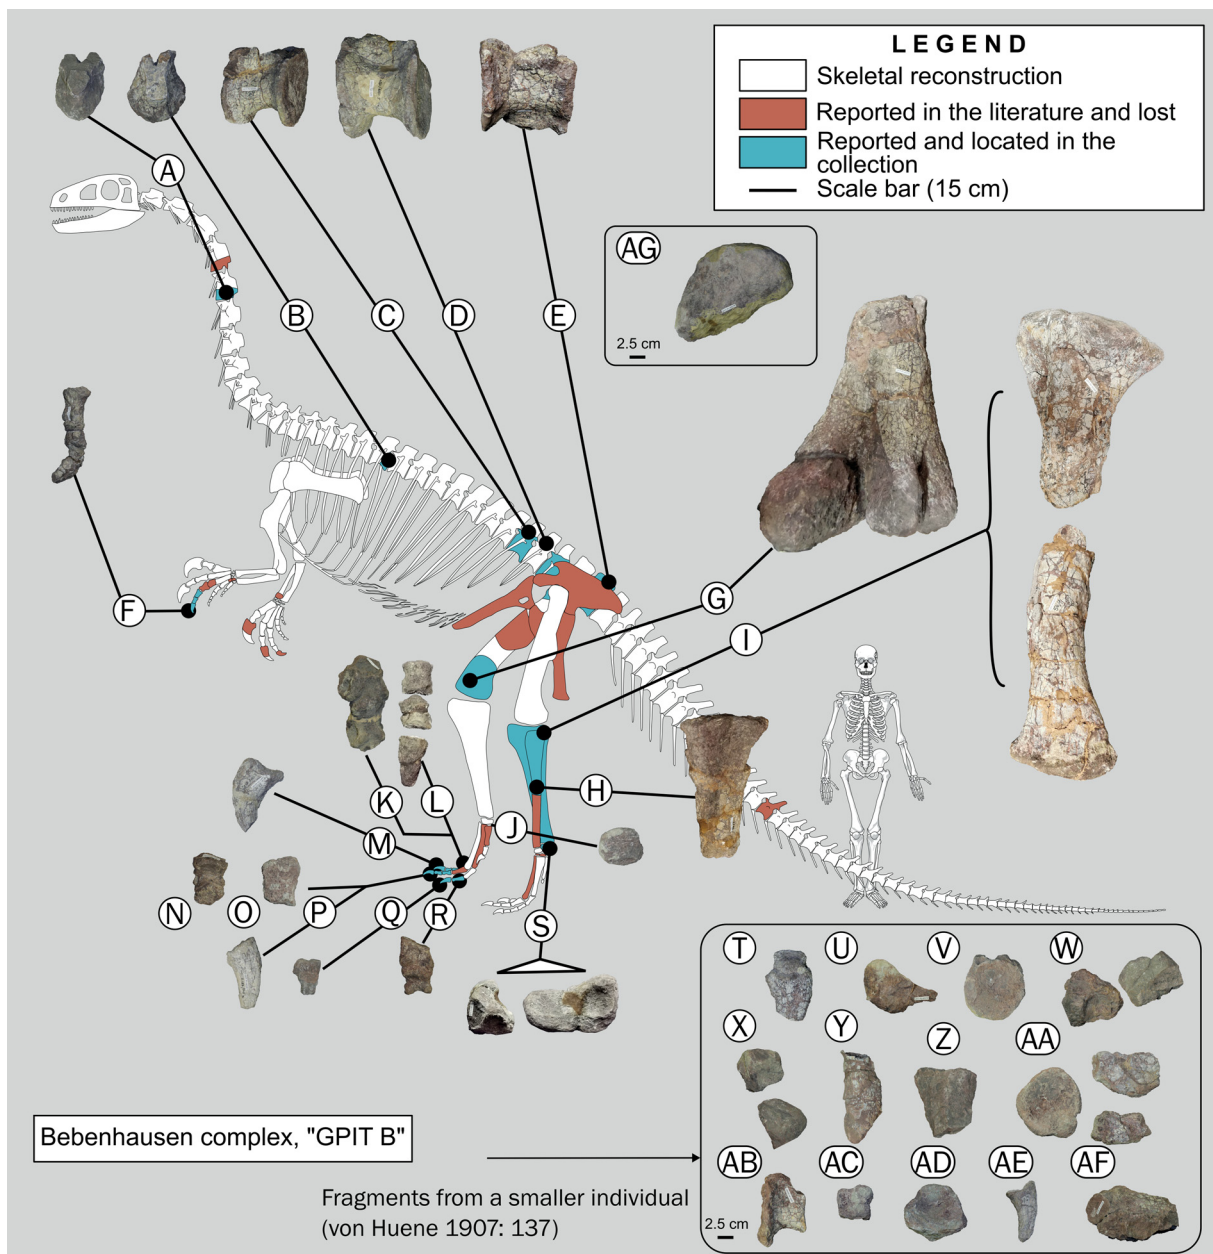 LEGEND
Skeletal reconstruction
Reported in the literature and lost
Reported and located in the
collection
Scale bar (15 cm)
A
AG
B
C
D
E
2.5 cm
F
G
I
K
L
H
J
M
N
O
P
Q
R
S
T
U
V
W
X
Y
Z
AA
Bebenhausen complex, "GPIT B"
AB
AC
AD
AE
AF
Fragments from a smaller individual
(von Huene 1907: 137)
2.5 cm